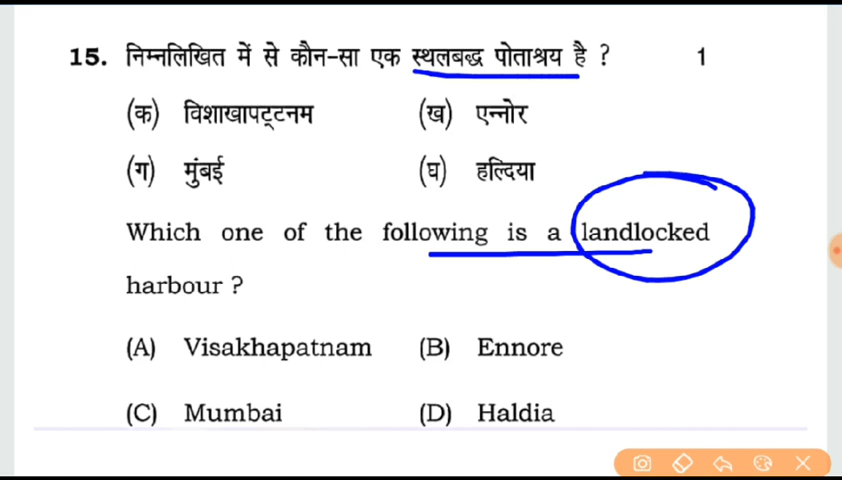 15. निम्नलिखित में से कौन-सा एक स्थलबद्ध पोताश्रय है ? 1
(क) विशाखापट्टनम (ख) एन्नोर
(ग) मुंबई (घ) हल्दिया
Which one of the following is a landlocked
harbour ?
(A) Visakhapatnam (B) Ennore
(C) Mumbai (D) Haldia